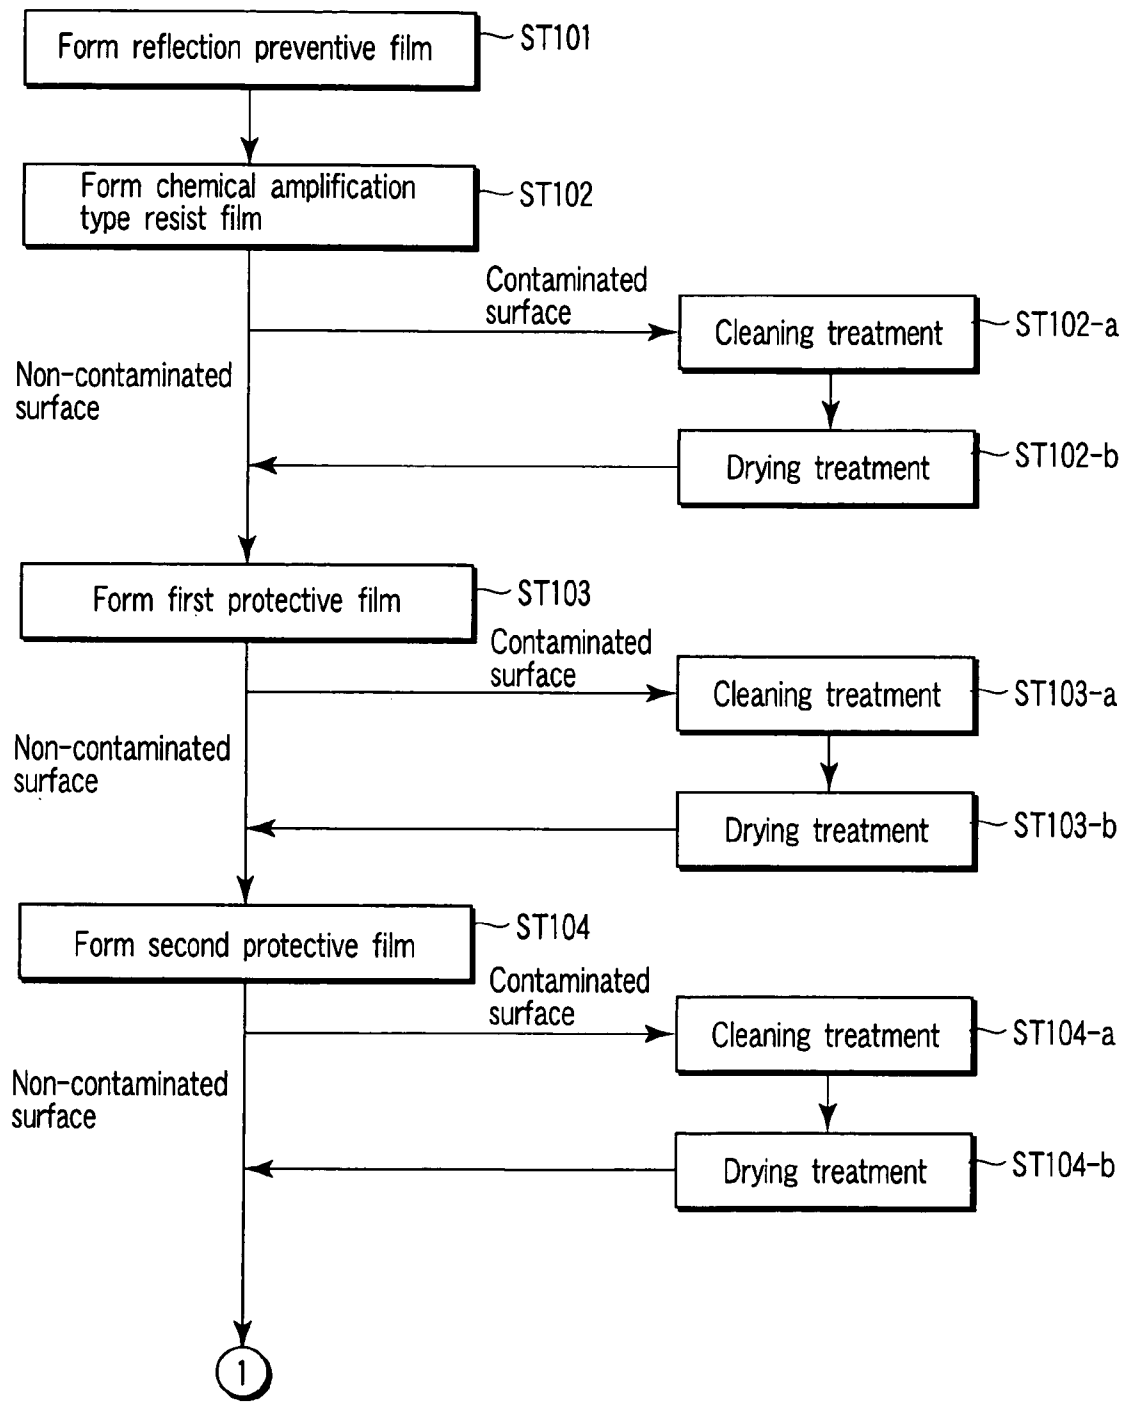 Form reflection preventive film
ST101
Form chemical amplification
type resist film
ST102
Contaminated
surface
Cleaning treatment
ST102-a
Non-contaminated
surface
Drying treatment
ST102-b
Form first protective film
ST103
Contaminated
surface
Cleaning treatment
ST103-a
Non-contaminated
surface
Drying treatment
ST103-b
Form second protective film
ST104
Contaminated
surface
Cleaning treatment
ST104-a
Non-contaminated
surface
Drying treatment
ST104-b
1